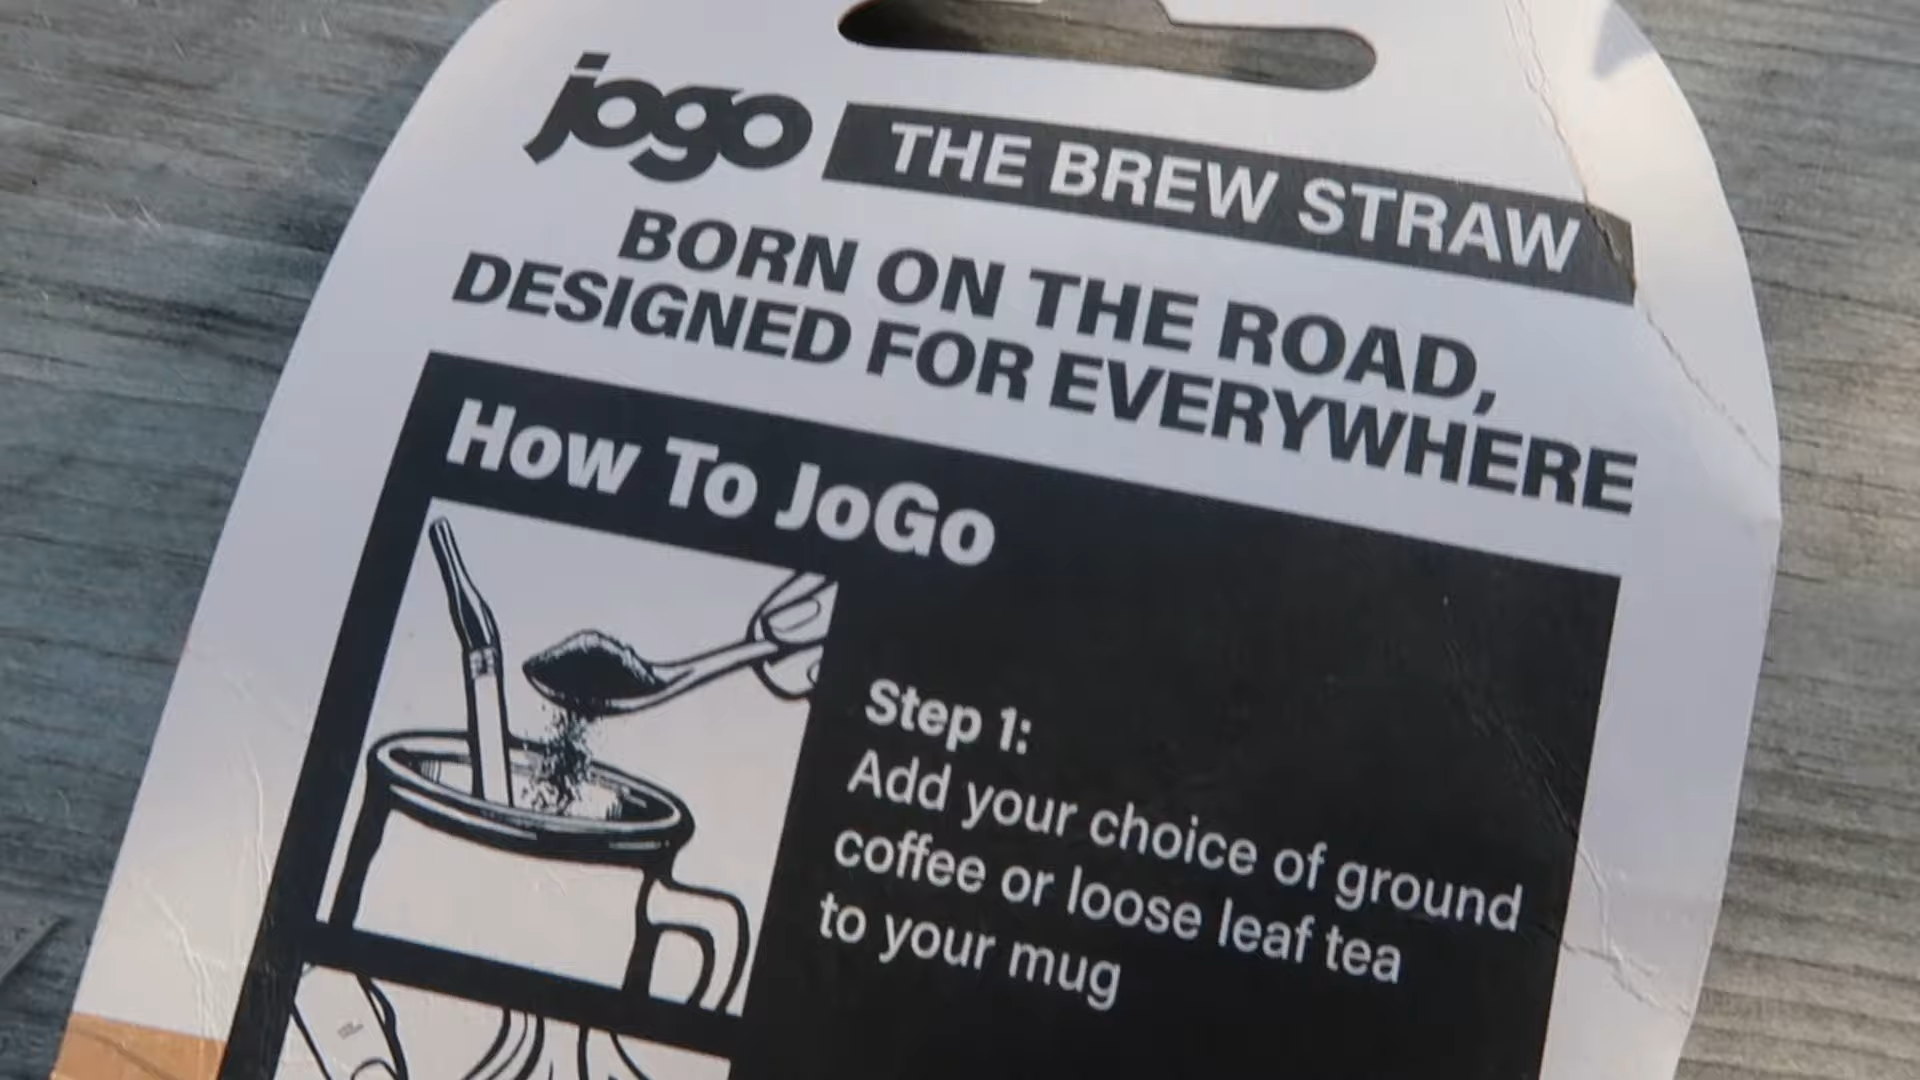 jogo THE BREW STRAW
BORN ON THE ROAD,
DESIGNED FOR EVERYWHERE
How To JoGo
Step 1:
Add your choice of ground
coffee or loose leaf tea
to your mug